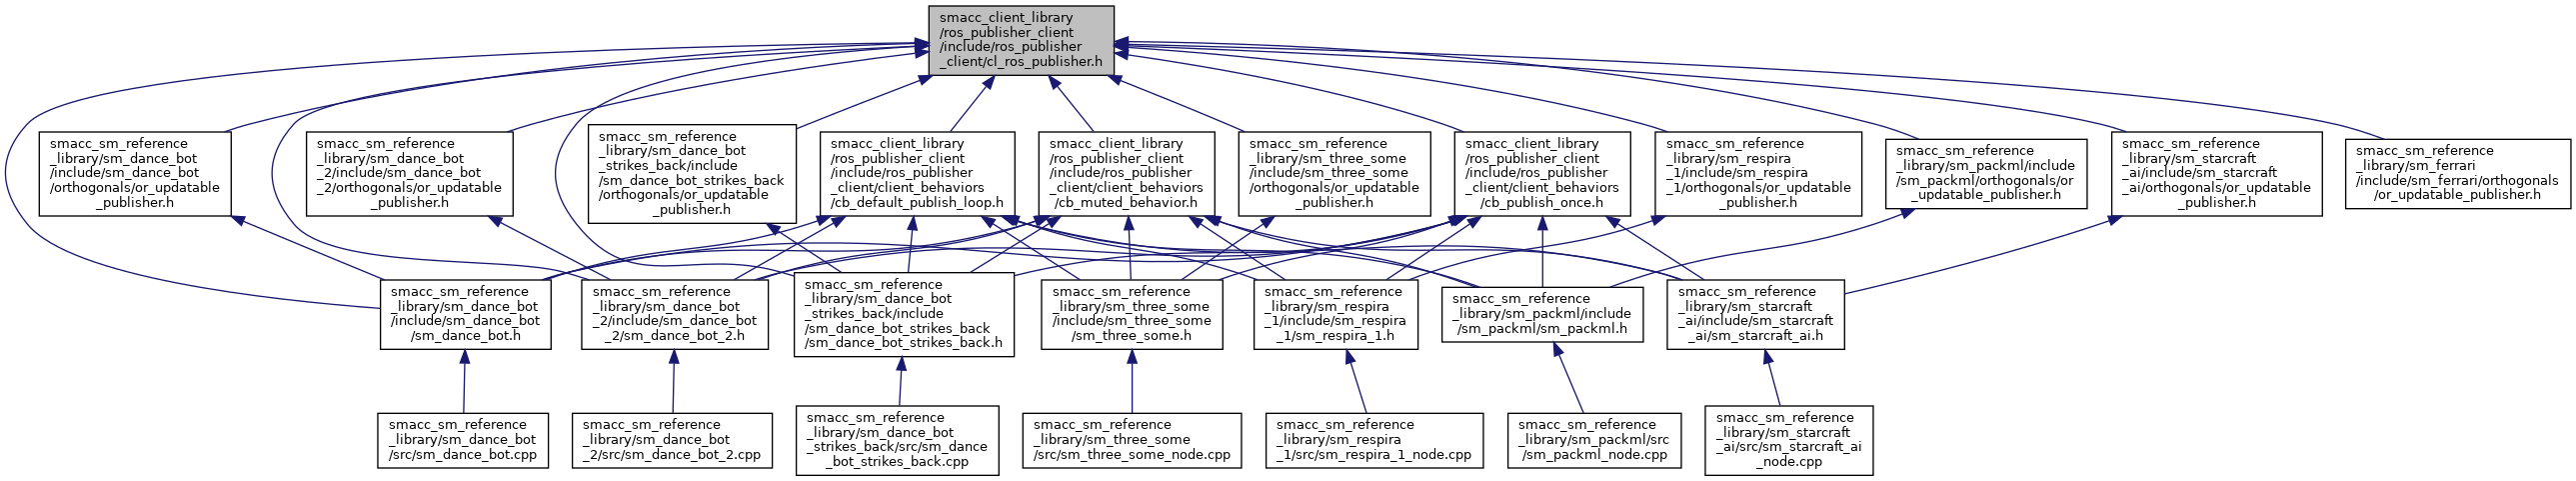 smacc_client_library
/ros_publisher_client
/include/ros_publisher
_client/cl_ros_publisher.h
smacc_sm_reference
_library/sm_dance_bot
/include/sm_dance_bot
/orthogonals/or_updatable
_publisher.h
smacc_sm_reference
_library/sm_dance_bot
_2/include/sm_dance_bot
_2/orthogonals/or_updatable
_publisher.h
smacc_sm_reference
_library/sm_dance_bot
_strikes_back/include
/sm_dance_bot_strikes_back
/orthogonals/or_updatable
_publisher.h
smacc_client_library
/ros_publisher_client
/include/ros_publisher
_client/client_behaviors
/cb_default_publish_loop.h
smacc_client_library
/ros_publisher_client
/include/ros_publisher
_client/client_behaviors
/cb_muted_behavior.h
smacc_sm_reference
_library/sm_three_some
/include/sm_three_some
/orthogonals/or_updatable
_publisher.h
smacc_client_library
/ros_publisher_client
/include/ros_publisher
_client/client_behaviors
/cb_publish_once.h
smacc_sm_reference
_library/sm_respira
_1/include/sm_respira
_1/orthogonals/or_updatable
_publisher.h
smacc_sm_reference
_library/sm_packml/include
/sm_packml/orthogonals/or
_updatable_publisher.h
smacc_sm_reference
_library/sm_starcraft
_ai/include/sm_starcraft
_ai/orthogonals/or_updatable
_publisher.h
smacc_sm_reference
_library/sm_ferrari
/include/sm_ferrari/orthogonals
/or_updatable_publisher.h
smacc_sm_reference
_library/sm_dance_bot
/include/sm_dance_bot
/sm_dance_bot.h
smacc_sm_reference
_library/sm_dance_bot
_2/include/sm_dance_bot
_2/sm_dance_bot_2.h
smacc_sm_reference
_library/sm_dance_bot
_strikes_back/include
/sm_dance_bot_strikes_back
/sm_dance_bot_strikes_back.h
smacc_sm_reference
_library/sm_three_some
/include/sm_three_some
/sm_three_some.h
smacc_sm_reference
_library/sm_respira
_1/include/sm_respira
_1/sm_respira_1.h
smacc_sm_reference
_library/sm_packml/include
/sm_packml/sm_packml.h
smacc_sm_reference
_library/sm_starcraft
_ai/include/sm_starcraft
_ai/sm_starcraft_ai.h
smacc_sm_reference
_library/sm_dance_bot
/src/sm_dance_bot.cpp
smacc_sm_reference
_library/sm_dance_bot
_2/src/sm_dance_bot_2.cpp
smacc_sm_reference
_library/sm_dance_bot
_strikes_back/src/sm_dance
_bot_strikes_back.cpp
smacc_sm_reference
_library/sm_three_some
/src/sm_three_some_node.cpp
smacc_sm_reference
_library/sm_respira
_1/src/sm_respira_1_node.cpp
smacc_sm_reference
_library/sm_packml/src
/sm_packml_node.cpp
smacc_sm_reference
_library/sm_starcraft
_ai/src/sm_starcraft_ai
_node.cpp